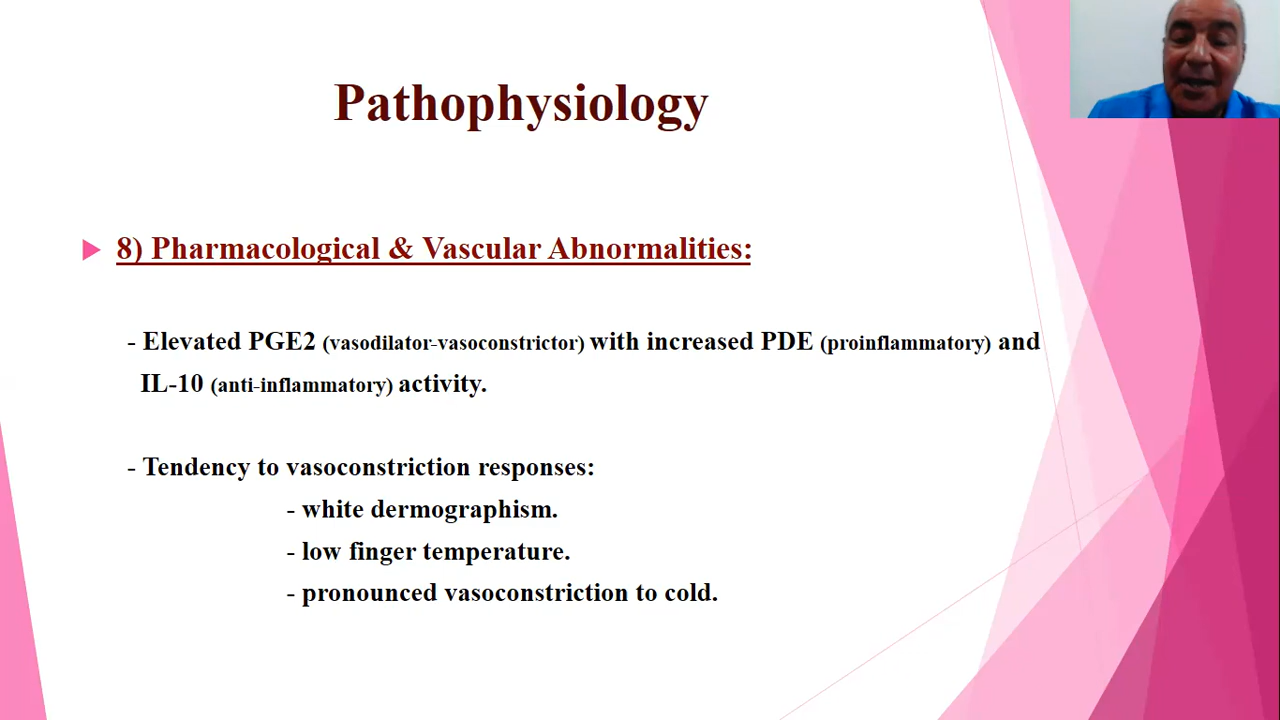 Pathophysiology
8) Pharmacological & Vascular Abnormalities:
- Elevated PGE2 (vasodilator-vasoconstrictor) with increased PDE (proinflammatory) and
IL-10 (anti-inflammatory) activity.
- Tendency to vasoconstriction responses:
- white dermographism.
- low finger temperature.
- pronounced vasoconstriction to cold.